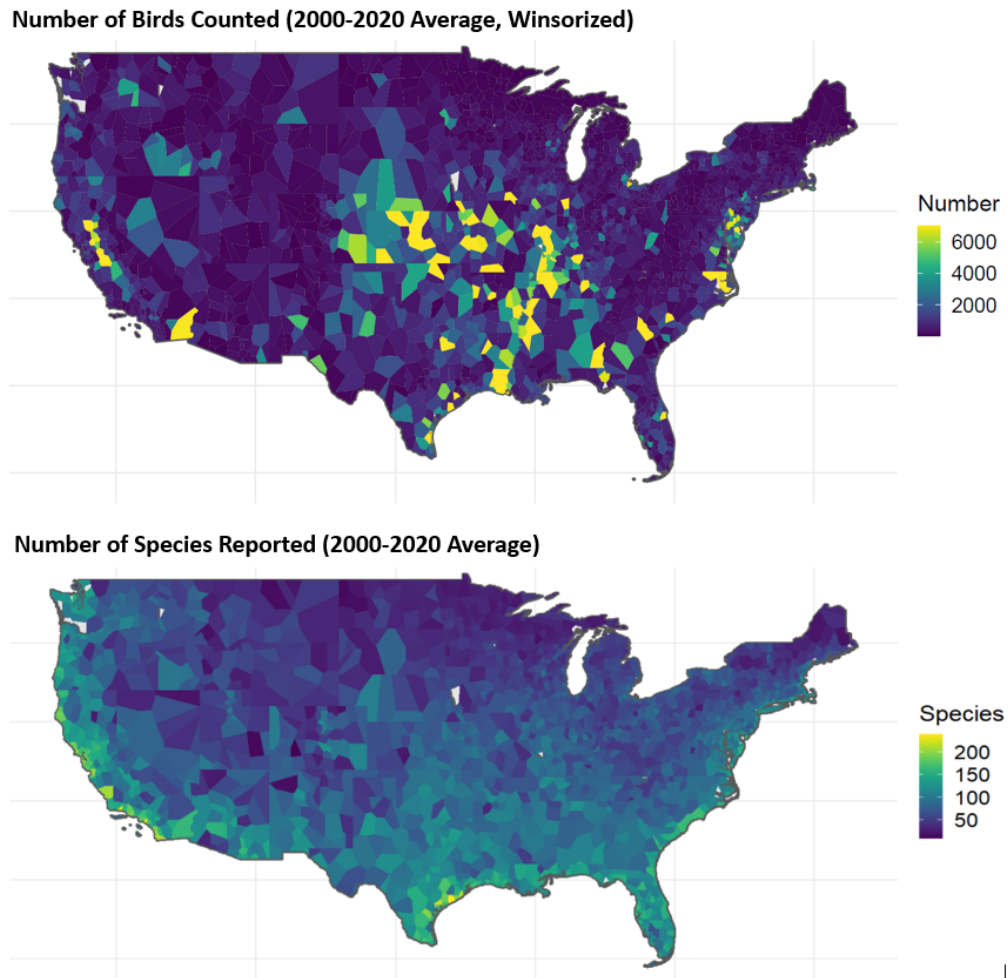 Number of Birds Counted (2000-2020 Average, Winsorized)
Number
6000
4000
2000
Number of Species Reported (2000-2020 Average)
Species
200
150
100
50